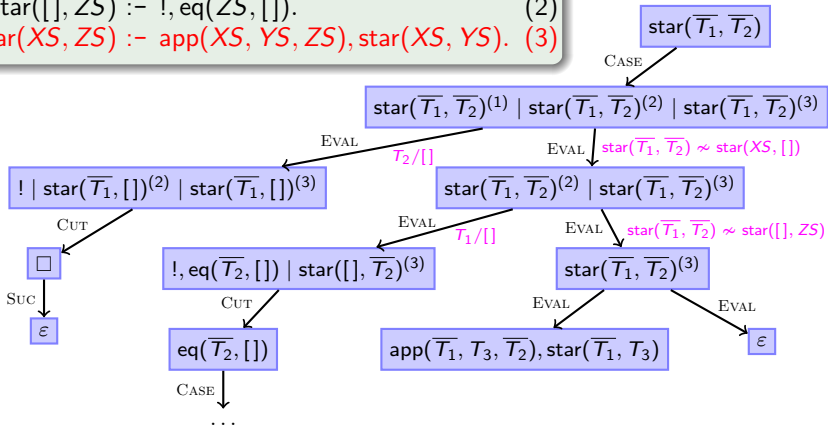 star([], ZS) :- !, eq(ZS, []). (2)
star(XS, ZS) :- app(XS, YS, ZS), star(XS, YS). (3)
star(T̅₁, T̅₂)
Case
star(T̅₁, T̅₂)⁽¹⁾ | star(T̅₁, T̅₂)⁽²⁾ | star(T̅₁, T̅₂)⁽³⁾
Eval T₂/[] Eval star(T̅₁, T̅₂) ≁ star(XS, [])
! | star(T̅₁, [])⁽²⁾ | star(T̅₁, [])⁽³⁾ star(T̅₁, T̅₂)⁽²⁾ | star(T̅₁, T̅₂)⁽³⁾
Cut Eval T₁/[] Eval star(T̅₁, T̅₂) ≁ star([], ZS)
□ !, eq(T̅₂, []) | star([], T̅₂)⁽³⁾ star(T̅₁, T̅₂)⁽³⁾
Suc Cut Eval Eval
ε eq(T̅₂, []) app(T̅₁, T₃, T̅₂), star(T̅₁, T₃) ε
Case
...